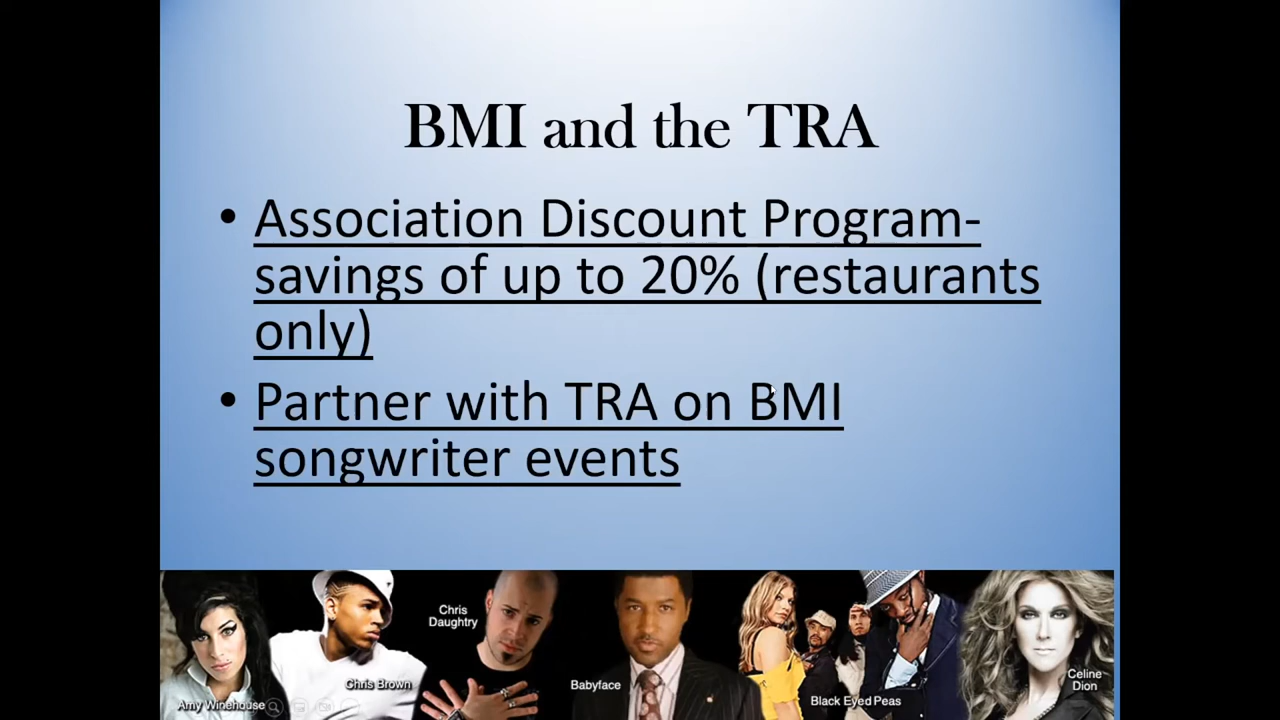 BMI and the TRA
• Association Discount Program-
savings of up to 20% (restaurants
only)
• Partner with TRA on BMI
songwriter events
Amy Winehouse
Chris Brown
Chris
Daughtry
Babyface
Black Eyed Peas
Celine
Dion